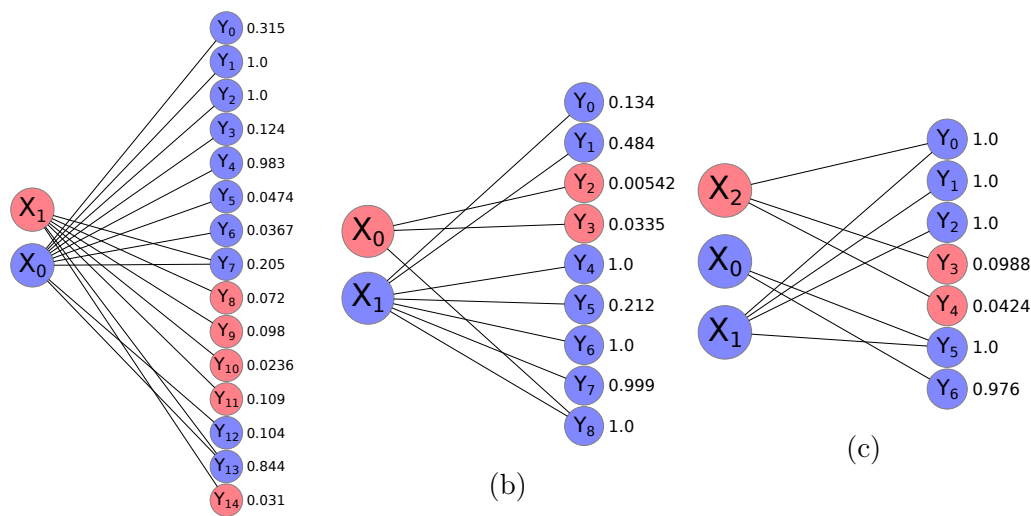 Y0 0.315
Y1 1.0
Y2 1.0
Y3 0.124
Y4 0.983
Y5 0.0474
Y6 0.0367
Y7 0.205
Y8 0.072
Y9 0.098
Y10 0.0236
Y11 0.109
Y12 0.104
Y13 0.844
Y14 0.031
X1
X0
Y0 0.134
Y1 0.484
Y2 0.00542
Y3 0.0335
Y4 1.0
Y5 0.212
Y6 1.0
Y7 0.999
Y8 1.0
X0
X1
(b)
Y0 1.0
Y1 1.0
Y2 1.0
Y3 0.0988
Y4 0.0424
Y5 1.0
Y6 0.976
X2
X0
X1
(c)